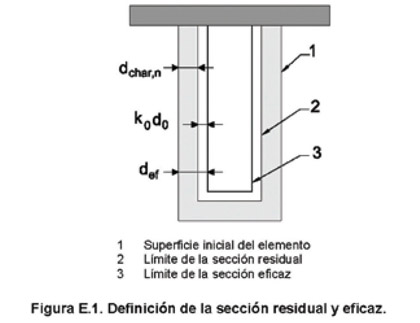 1
d_char,n
2
k₀d₀
3
d_ef
1 Superficie inicial del elemento
2 Límite de la sección residual
3 Límite de la sección eficaz
Figura E.1. Definición de la sección residual y eficaz.